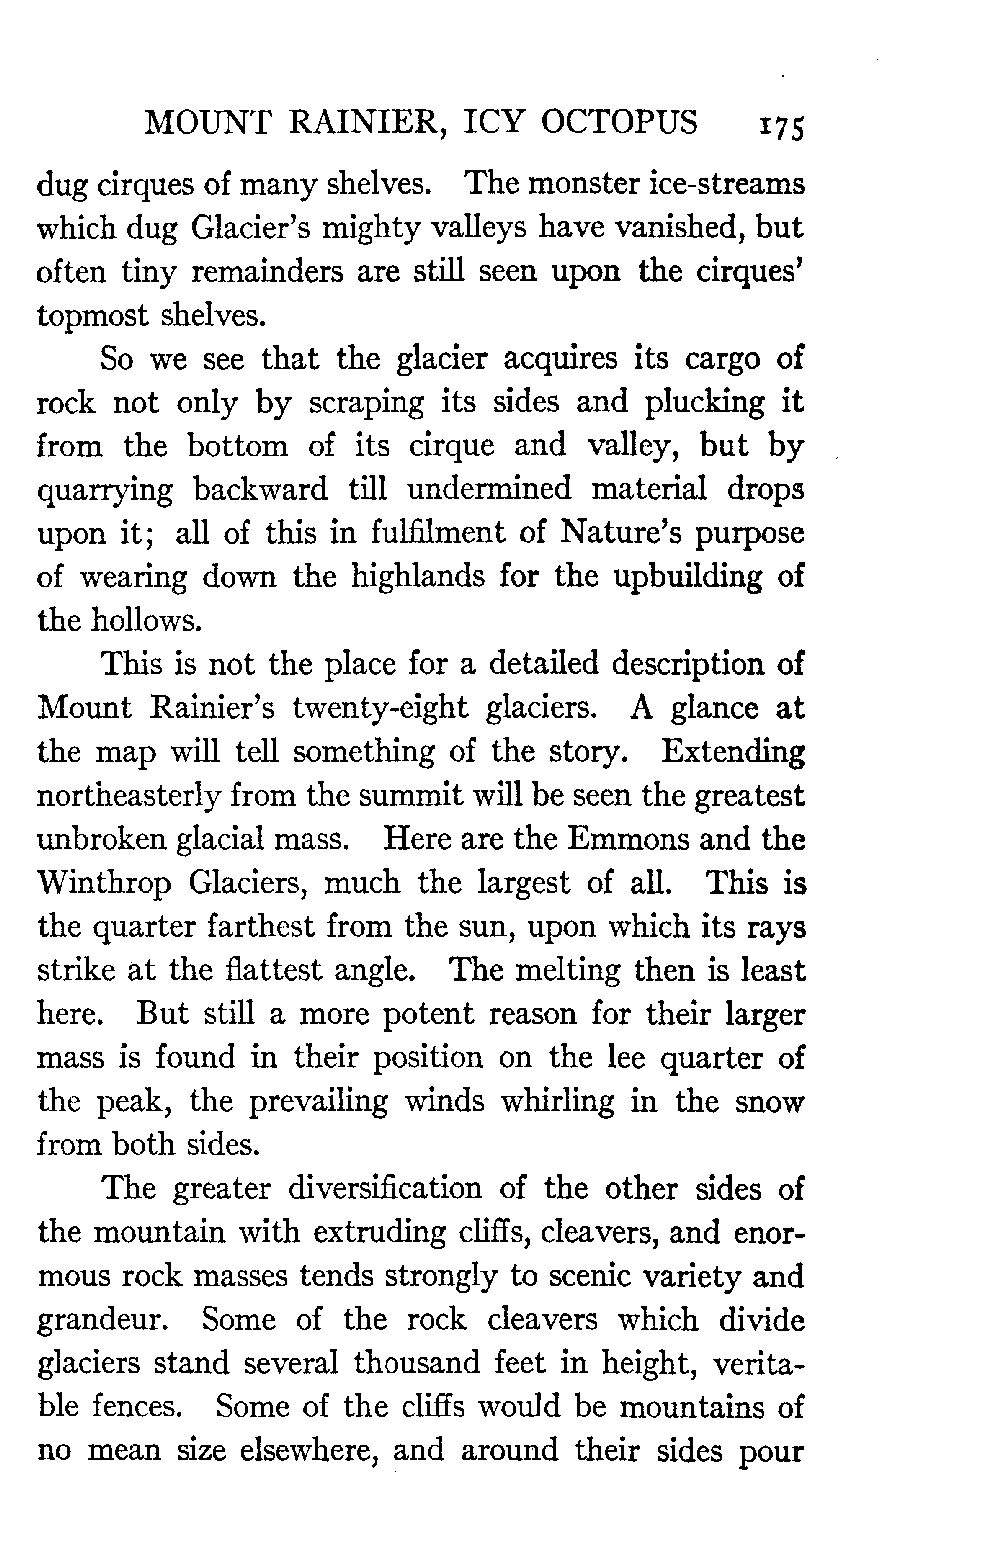 MOUNT RAINIER, ICY OCTOPUS 175
dug cirques of many shelves. The monster ice-streams
which dug Glacier's mighty valleys have vanished, but
often tiny remainders are still seen upon the cirques'
topmost shelves.
So we see that the glacier acquires its cargo of
rock not only by scraping its sides and plucking it
from the bottom of its cirque and valley, but by
quarrying backward till undermined material drops
upon it; all of this in fulfilment of Nature's purpose
of wearing down the highlands for the upbuilding of
the hollows.
This is not the place for a detailed description of
Mount Rainier's twenty-eight glaciers. A glance at
the map will tell something of the story. Extending
northeasterly from the summit will be seen the greatest
unbroken glacial mass. Here are the Emmons and the
Winthrop Glaciers, much the largest of all. This is
the quarter farthest from the sun, upon which its rays
strike at the flattest angle. The melting then is least
here. But still a more potent reason for their larger
mass is found in their position on the lee quarter of
the peak, the prevailing winds whirling in the snow
from both sides.
The greater diversification of the other sides of
the mountain with extruding cliffs, cleavers, and enor-
mous rock masses tends strongly to scenic variety and
grandeur. Some of the rock cleavers which divide
glaciers stand several thousand feet in height, verita-
ble fences. Some of the cliffs would be mountains of
no mean size elsewhere, and around their sides pour